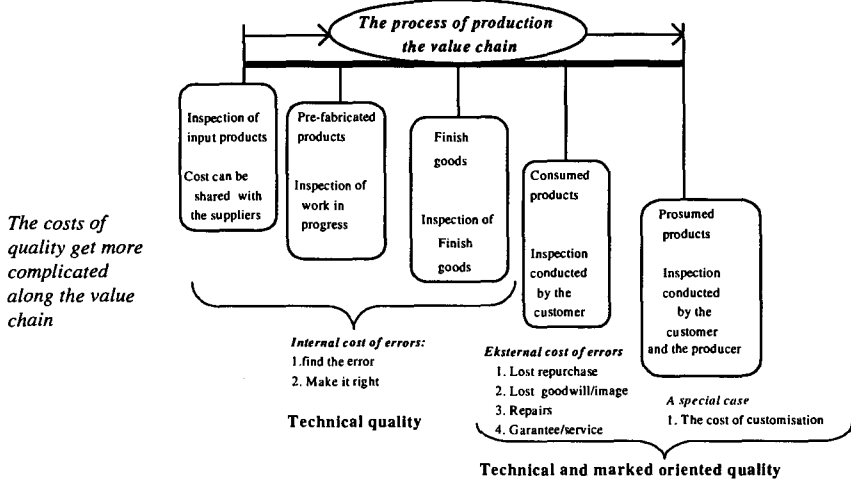 The process of production
the value chain
Inspection of
input products
Cost can be
shared with
the suppliers
Pre-fabricated
products
Inspection of
work in
progress
Finish
goods
Inspection of
Finish
goods
Consumed
products
Inspection
conducted
by the
customer
Prosumed
products
Inspection
conducted
by the
customer
and the producer
The costs of
quality get more
complicated
along the value
chain
Internal cost of errors:
1.find the error
2. Make it right
Technical quality
Eksternal cost of errors
1. Lost repurchase
2. Lost goodwill/image
3. Repairs
4. Garantee/service
A special case
1. The cost of customisation
Technical and marked oriented quality